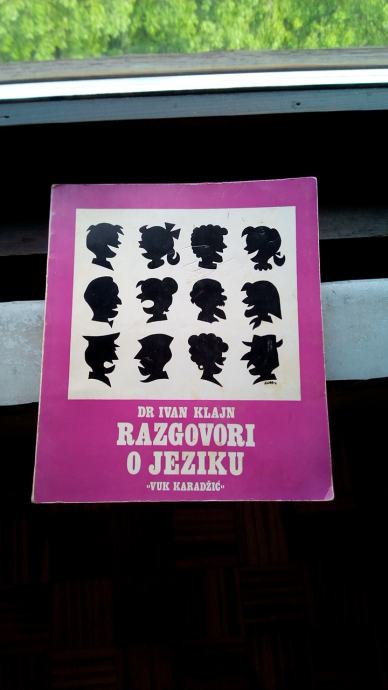 DR IVAN KLAJN
RAZGOVORI
O JEZIKU
«VUK KARADŽIĆ»